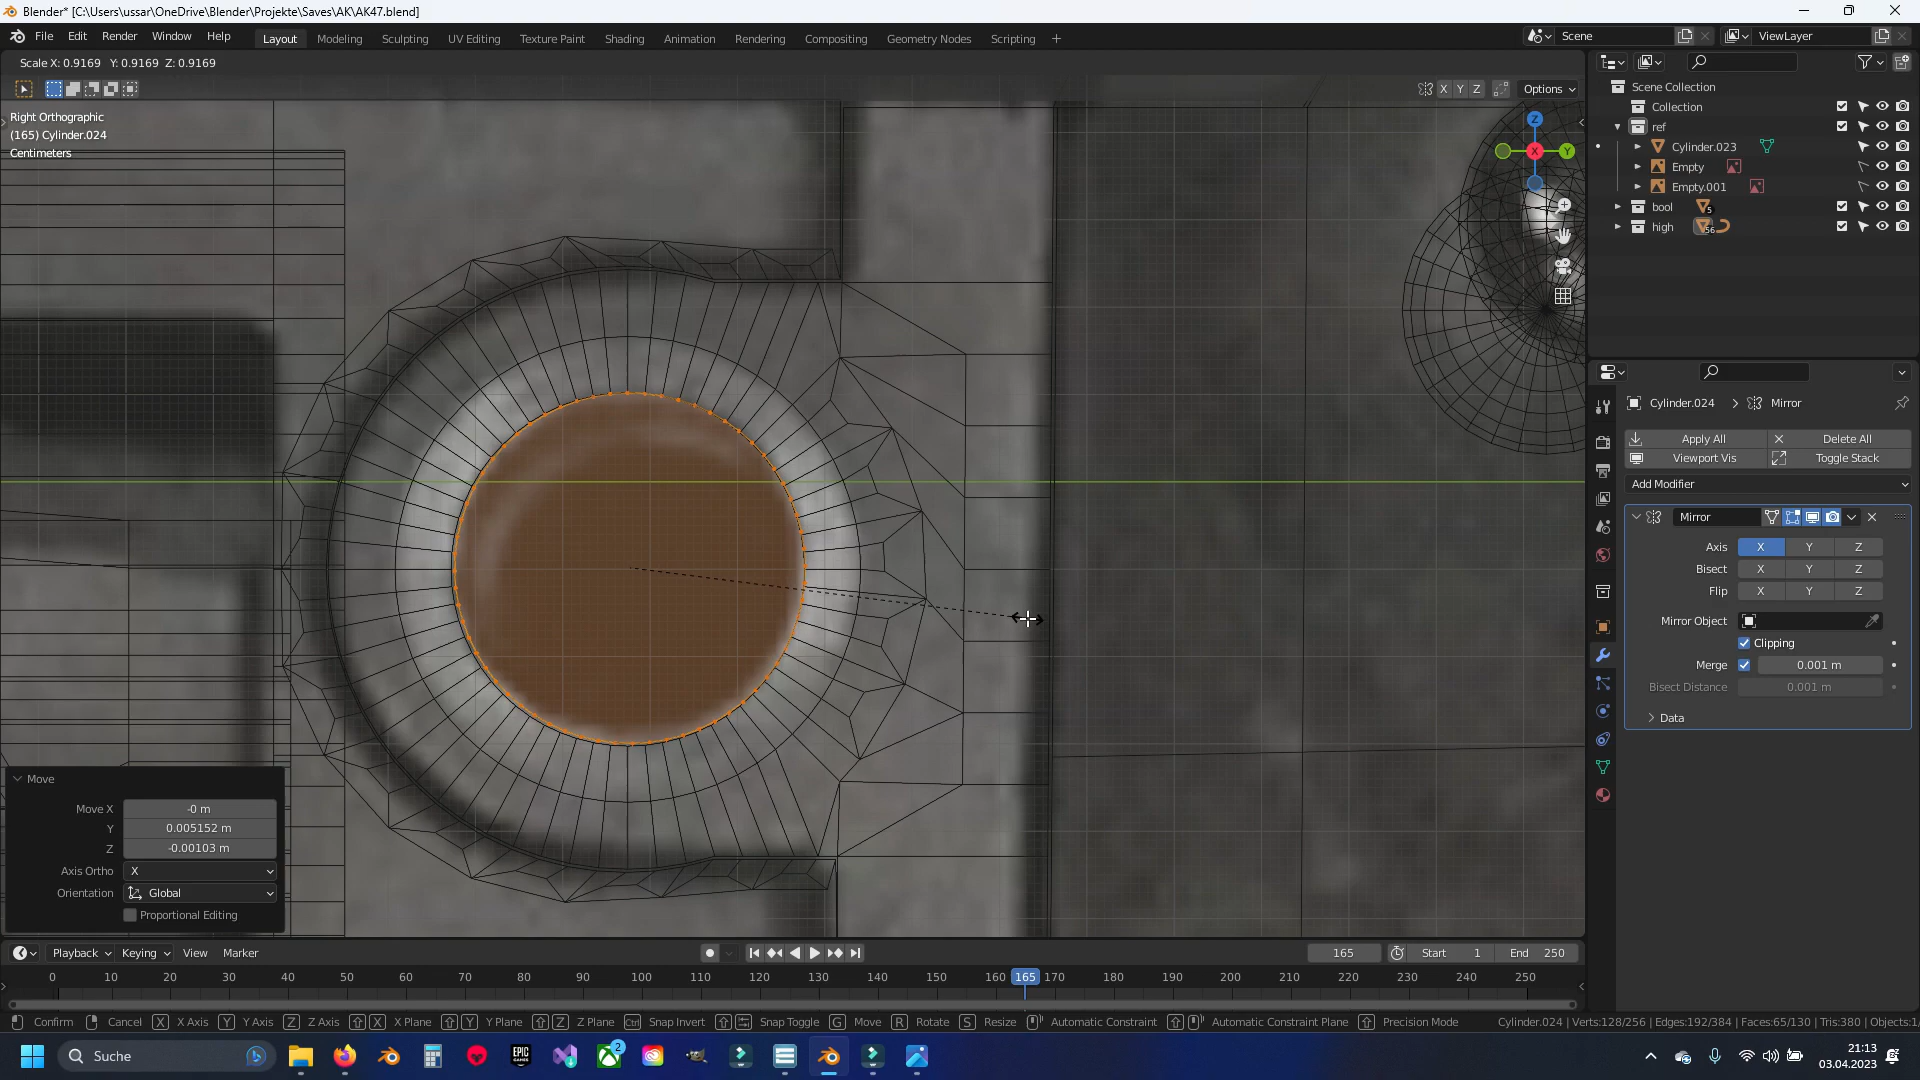 Blender* [C:\Users\ussar\OneDrive\Blender\Projekte\Saves\AK\AK47.blend]
File Edit Render Window Help
Layout Modeling Sculpting UV Editing Texture Paint Shading Animation Rendering Compositing Geometry Nodes Scripting +
Scene
ViewLayer
Scale X: 0.9169 Y: 0.9169 Z: 0.9169
X Y Z
Options
Right Orthographic
(165) Cylinder.024
Centimeters
Z
X
Y
Scene Collection
Collection
ref
Cylinder.023
Empty
Empty.001
bool
5
high
56
Cylinder.024 > Mirror
Apply All
Delete All
Viewport Vis
Toggle Stack
Add Modifier
Mirror
Axis X Y Z
Bisect X Y Z
Flip X Y Z
Mirror Object
Clipping
Merge 0.001 m
Bisect Distance 0.001 m
Data
Move
Move X -0 m
Y 0.005152 m
Z -0.00103 m
Axis Ortho X
Orientation Global
Proportional Editing
Playback Keying View Marker
165
Start 1
End 250
0 10 20 30 40 50 60 70 80 90 100 110 120 130 140 150 160 165 170 180 190 200 210 220 230 240 250
Confirm Cancel X X Axis Y Y Axis Z Z Axis X X Plane Y Y Plane Z Z Plane Ctrl Snap Invert Snap Toggle G Move R Rotate S Resize Automatic Constraint Automatic Constraint Plane Precision Mode
Cylinder.024 | Verts:128/256 | Edges:192/384 | Faces:65/130 | Tris:380 | Objects:1/
Suche
EPIC
GAMES
2
21:13
03.04.2023